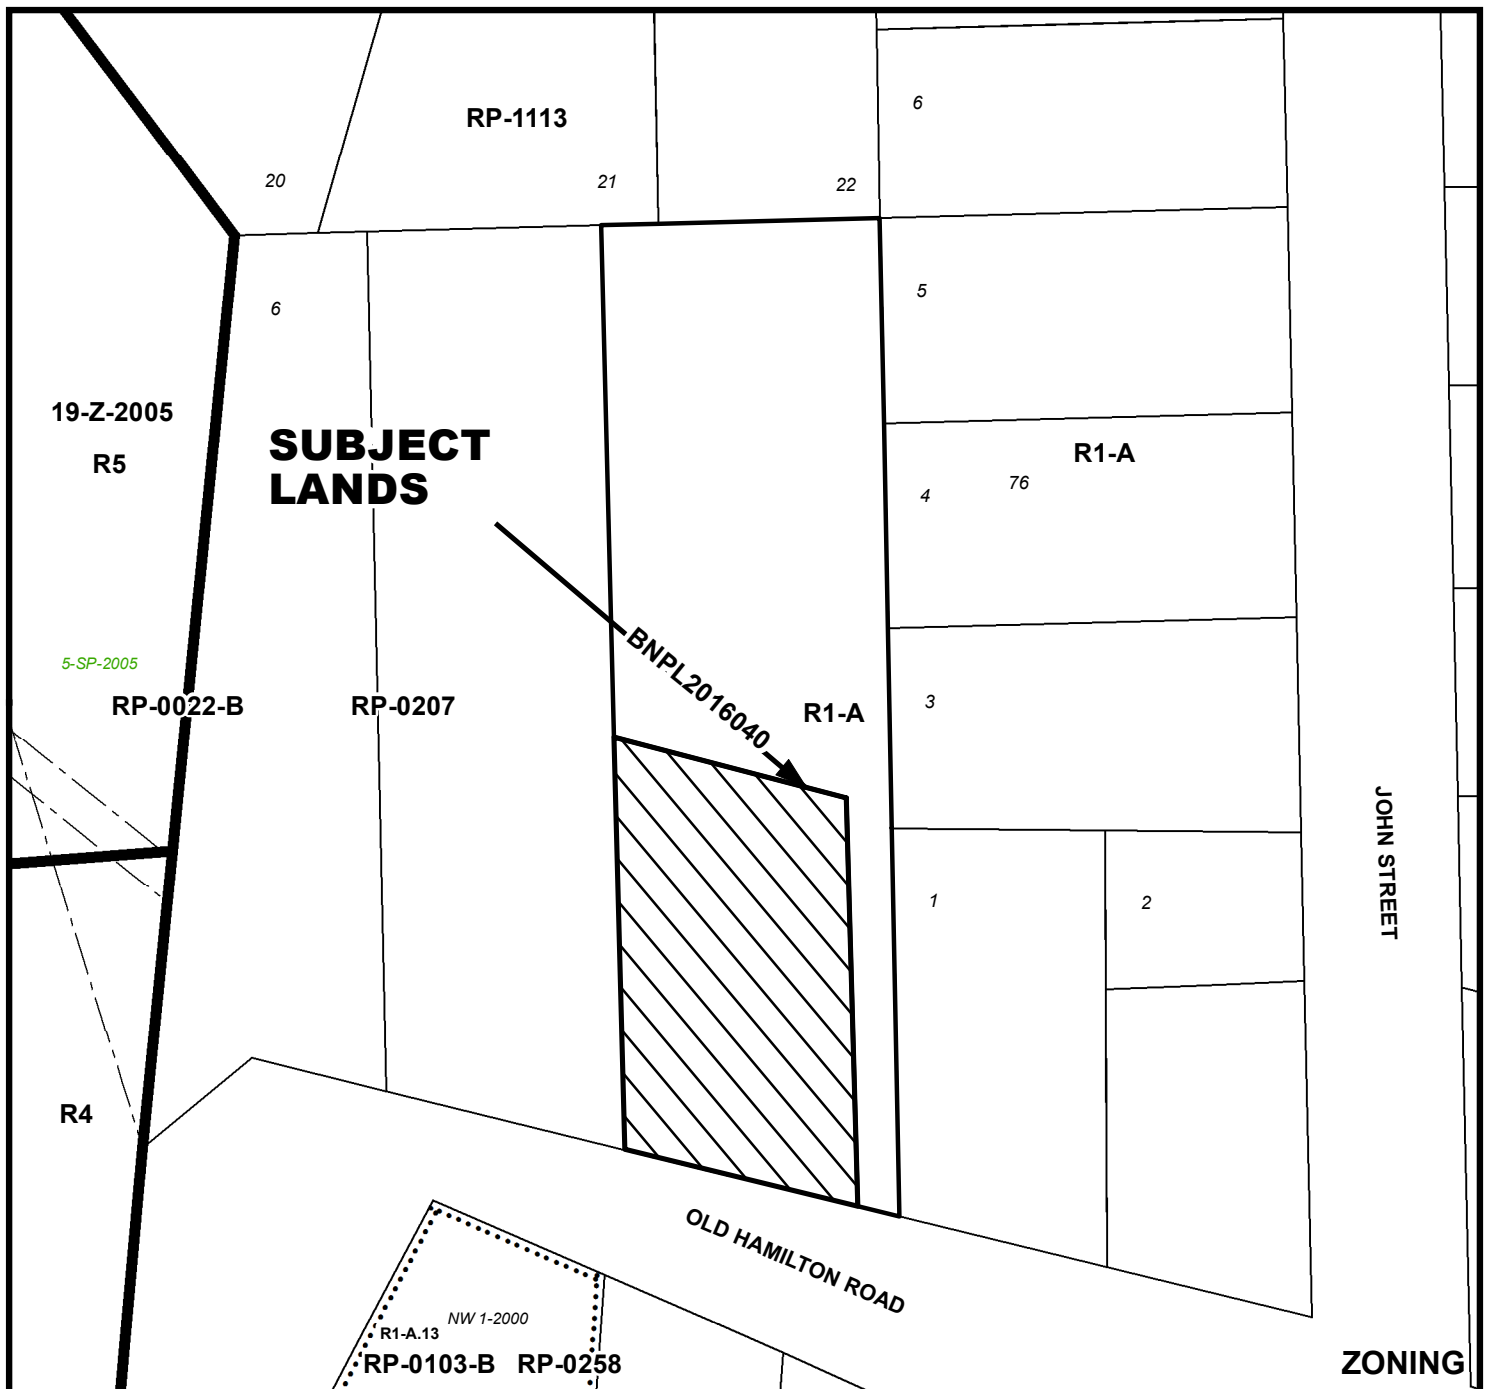 6
RP-1113
20
21
22
5
6
19-Z-2005
R5
SUBJECT
LANDS
R1-A
4
76
5-SP-2005
RP-0022-B
RP-0207
BNPL2016040
R1-A
3
JOHN STREET
1
2
R4
OLD HAMILTON ROAD
NW 1-2000
R1-A.13
RP-0103-B
RP-0258
ZONING